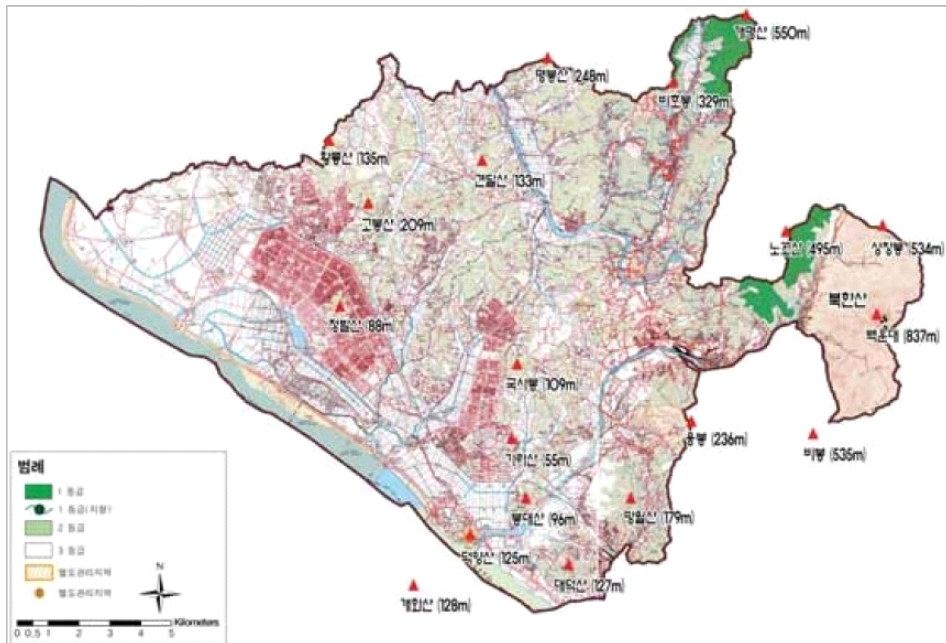 개명산 (550m)
명봉산 (248m)
비호봉 (329m)
황룡산 (135m)
견달산 (133m)
고봉산 (209m)
노고산 (495m)
상장봉 (534m)
북한산
백운대 (837m)
정발산 (88m)
국사봉 (109m)
응봉 (236m)
비봉 (535m)
가라산 (55m)
봉대산 (96m)
망월산 (179m)
덕양산 (125m)
대덕산 (127m)
개화산 (128m)
범례
1 등급
1 등급(지형)
2 등급
3 등급
별도관리지역
별도관리지역
N
Kilometers
0 0.5 1 2 3 4 5